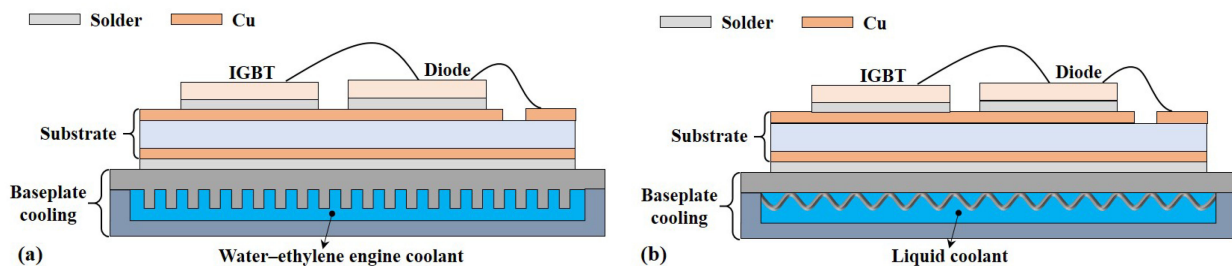 Solder Cu
IGBT Diode
Substrate
Baseplate
cooling
(a) Water–ethylene engine coolant
Solder Cu
IGBT Diode
Substrate
Baseplate
cooling
(b) Liquid coolant